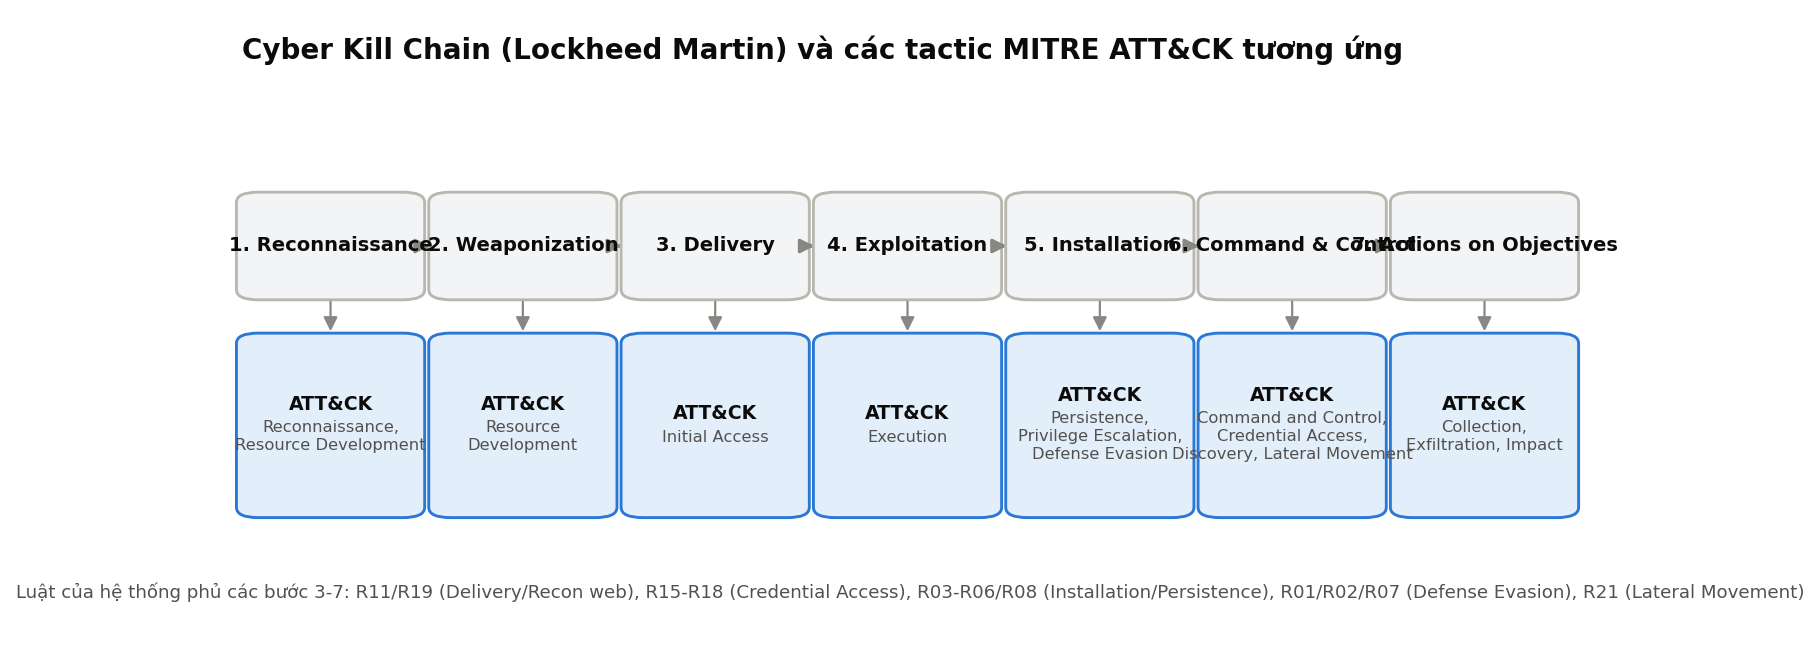 Cyber Kill Chain (Lockheed Martin) và các tactic MITRE ATT&CK tương ứng
1. Reconnaissance
2. Weaponization
3. Delivery
4. Exploitation
5. Installation
6. Command & Control
7. Actions on Objectives
ATT&CK
Reconnaissance,
Resource Development
ATT&CK
Resource
Development
ATT&CK
Initial Access
ATT&CK
Execution
ATT&CK
Persistence,
Privilege Escalation,
Defense Evasion
ATT&CK
Command and Control,
Credential Access,
Discovery, Lateral Movement
ATT&CK
Collection,
Exfiltration, Impact
Luật của hệ thống phủ các bước 3-7: R11/R19 (Delivery/Recon web), R15-R18 (Credential Access), R03-R06/R08 (Installation/Persistence), R01/R02/R07 (Defense Evasion), R21 (Lateral Movement)